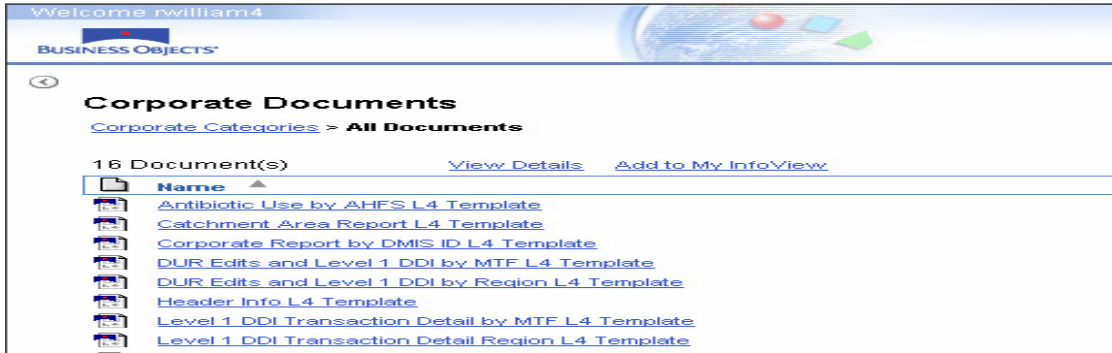 Welcome rwilliam4
BUSINESS OBJECTS
Corporate Documents
Corporate Categories > All Documents
16 Document(s) View Details Add to My InfoView
Name
Antibiotic Use by AHFS L4 Template
Catchment Area Report L4 Template
Corporate Report by DMIS ID L4 Template
DUR Edits and Level 1 DDI by MTF L4 Template
DUR Edits and Level 1 DDI by Region L4 Template
Header Info L4 Template
Level 1 DDI Transaction Detail by MTF L4 Template
Level 1 DDI Transaction Detail Region L4 Template